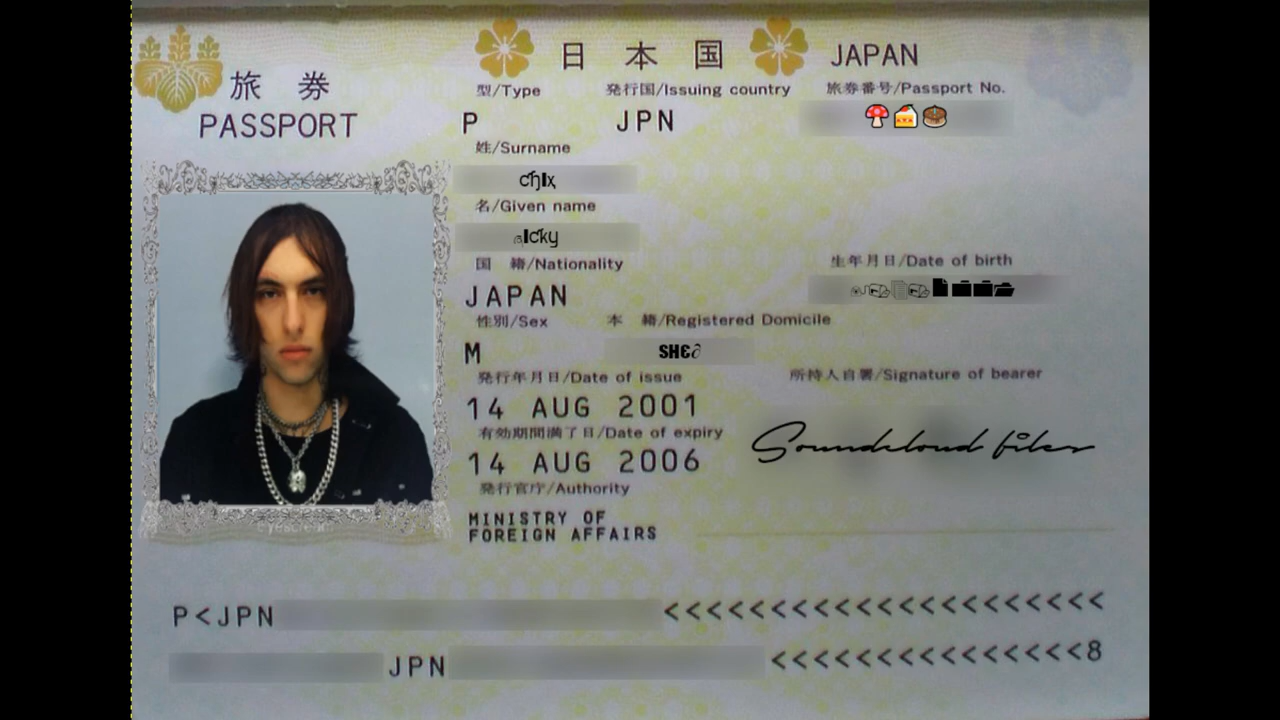 旅 券
PASSPORT
日 本 国 JAPAN
型/Type 発行国/Issuing country 旅券番号/Passport No.
P JPN 🍄🍰🥞
姓/Surname
名/Given name
国 籍/Nationality 生年月日/Date of birth
JAPAN
性別/Sex 本 籍/Registered Domicile
M SHЄ∂
発行年月日/Date of issue 所持人自署/Signature of bearer
14 AUG 2001
有効期間満了日/Date of expiry Soundcloud files
14 AUG 2006
発行官庁/Authority
MINISTRY OF
FOREIGN AFFAIRS
P<JPN <<<<<<<<<<<<<<<<<<<<<
JPN <<<<<<<<<<<<<<<8